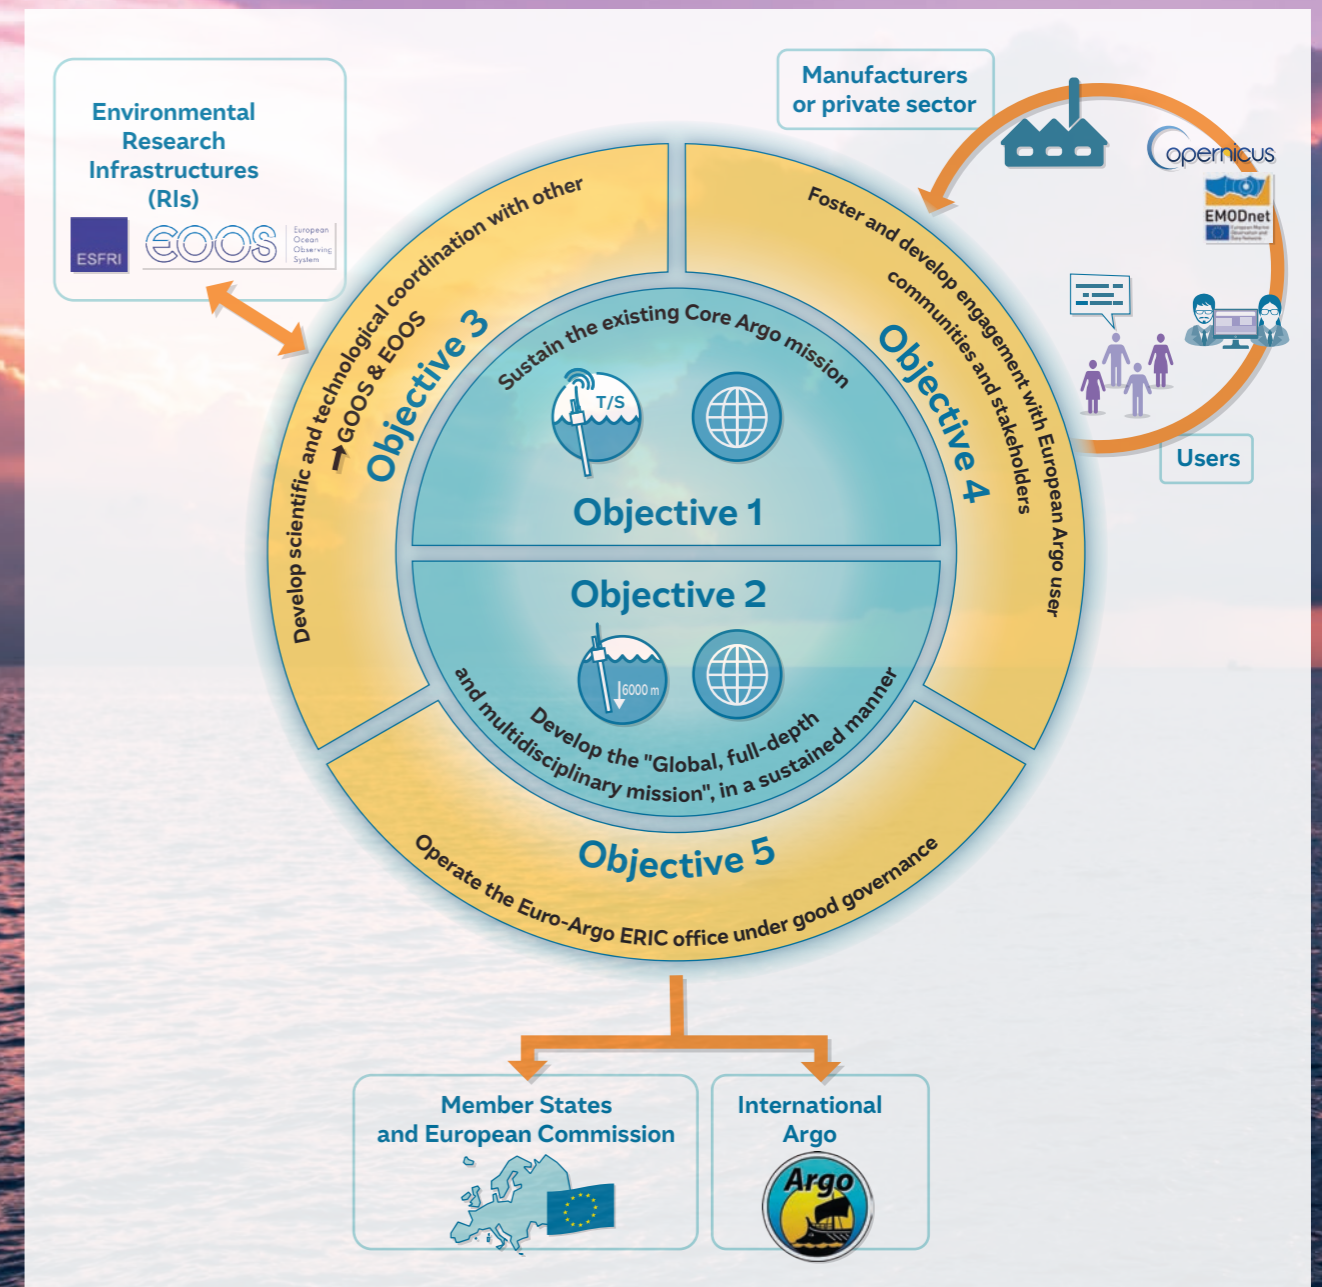 Environmental
Research
Infrastructures
(RIs)
ESFRI
EOOS
European
Ocean
Observing
System
Manufacturers
or private sector
Copernicus
EMODnet
Users
Develop scientific and technological coordination with other
GOOS & EOOS
Objective 3
Foster and develop engagement with European Argo user
communities and stakeholders
Objective 4
Sustain the existing Core Argo mission
T/S
Objective 1
Objective 2
6000 m
Develop the "Global, full-depth
and multidisciplinary mission", in a sustained manner
Objective 5
Operate the Euro-Argo ERIC office under good governance
Member States
and European Commission
International
Argo
Argo